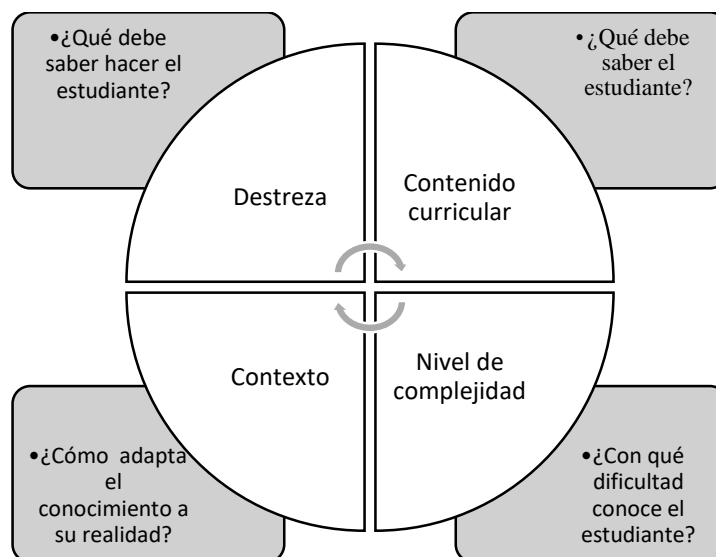 •¿Qué debe
saber hacer el
estudiante?
•¿Qué debe
saber el
estudiante?
Destreza
Contenido
curricular
Contexto
Nivel de
complejidad
•¿Cómo adapta
el
conocimiento a
su realidad?
•¿Con qué
dificultad
conoce el
estudiante?